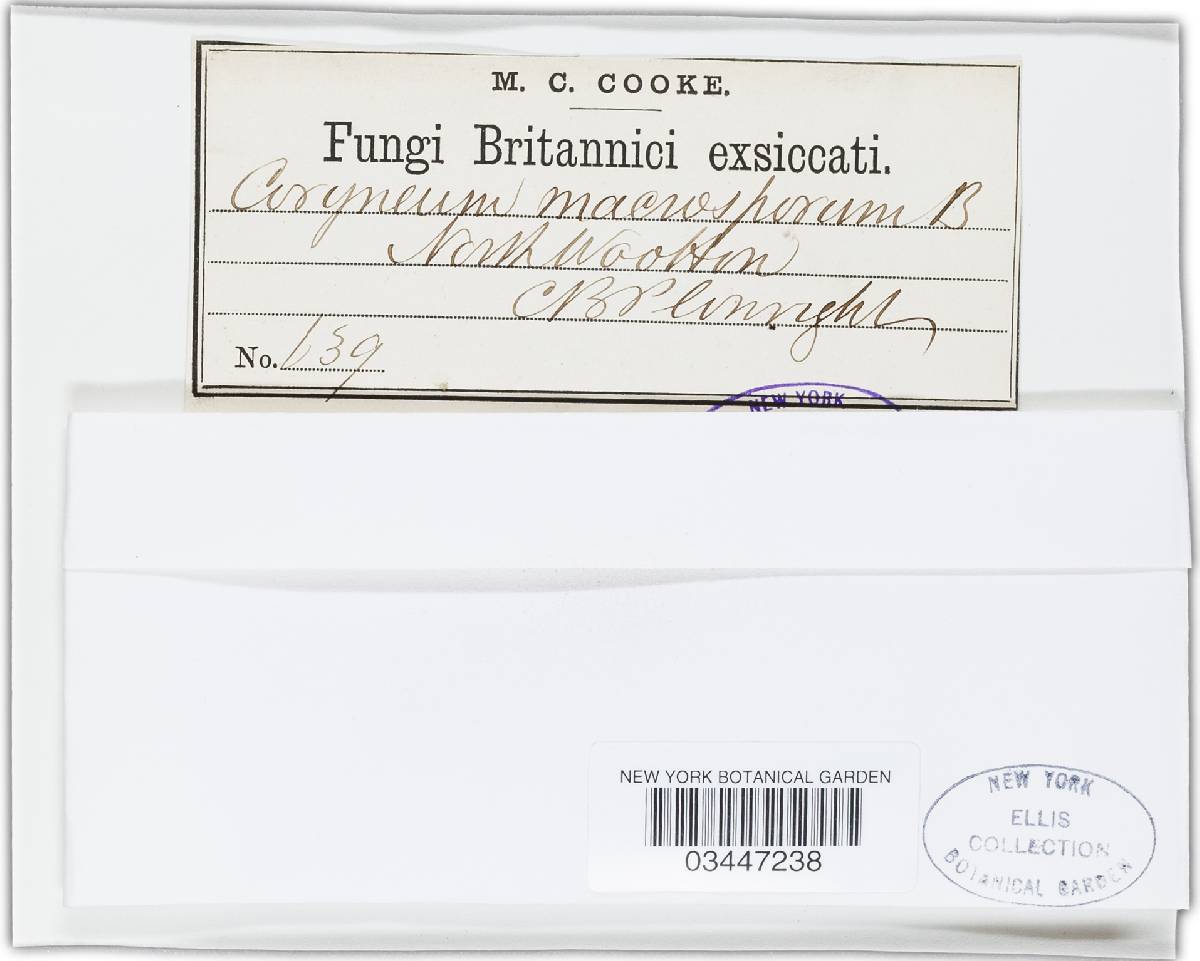 M. C. COOKE.
Fungi Britannici exsiccati.
Coryneum macrosporum B
North Wootton
C B Plowright
No. 639
NEW YORK
NEW YORK BOTANICAL GARDEN
03447238
NEW YORK
ELLIS
COLLECTION
BOTANICAL GARDEN